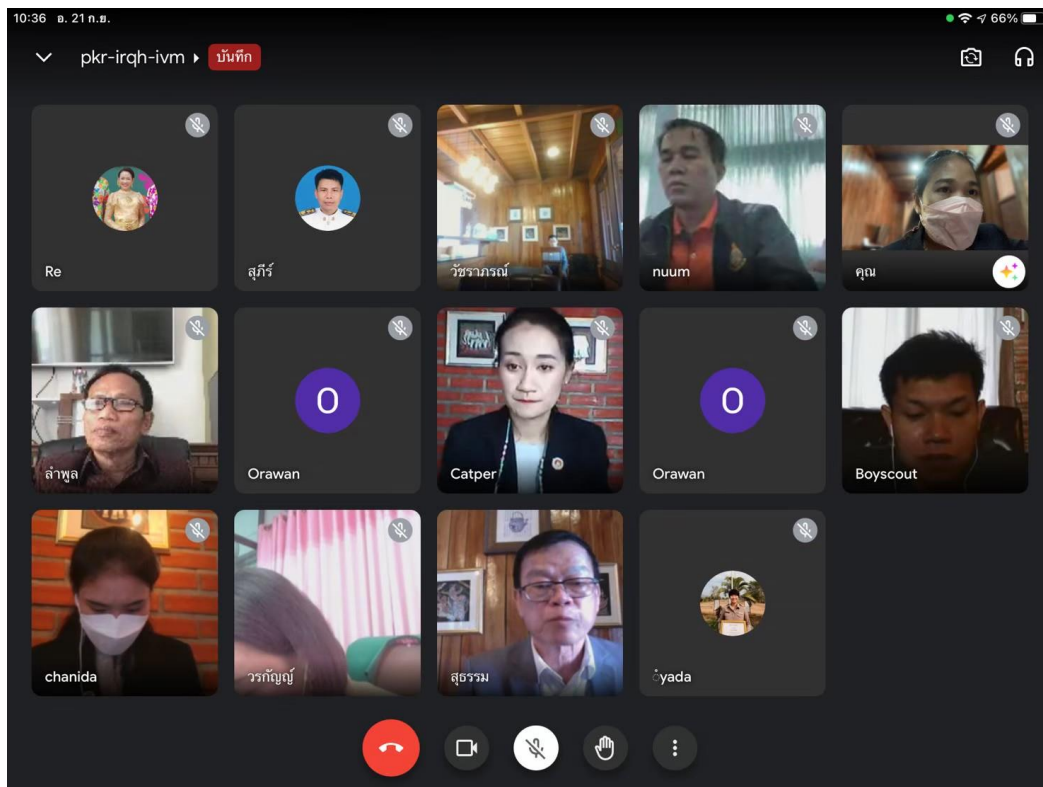 10:36 อ. 21 ก.ย.
66%
pkr-irqh-ivm
บันทึก
Re
สุภีร์
วัชราภรณ์
nuum
คุณ
ลำพูล
O
Orawan
Catper
O
Orawan
Boyscout
chanida
วรกัญญ์
สุธรรม
ํyada